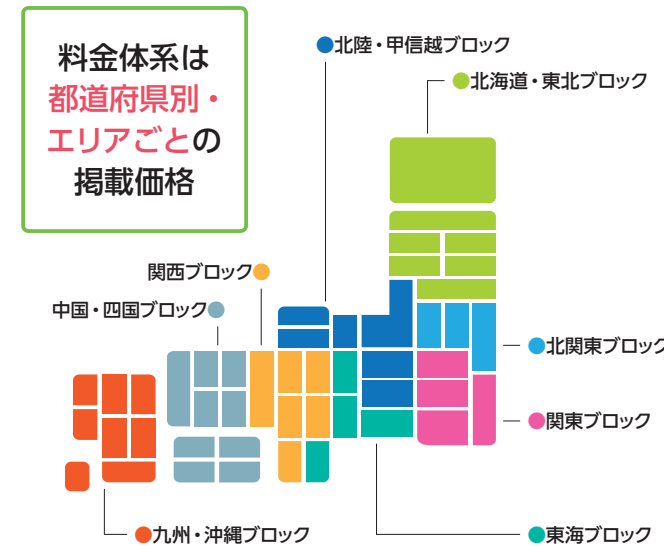 料金体系は
都道府県別・
エリアごとの
掲載価格
●北陸・甲信越ブロック
●北海道・東北ブロック
関西ブロック●
中国・四国ブロック●
●北関東ブロック
●関東ブロック
●九州・沖縄ブロック
●東海ブロック